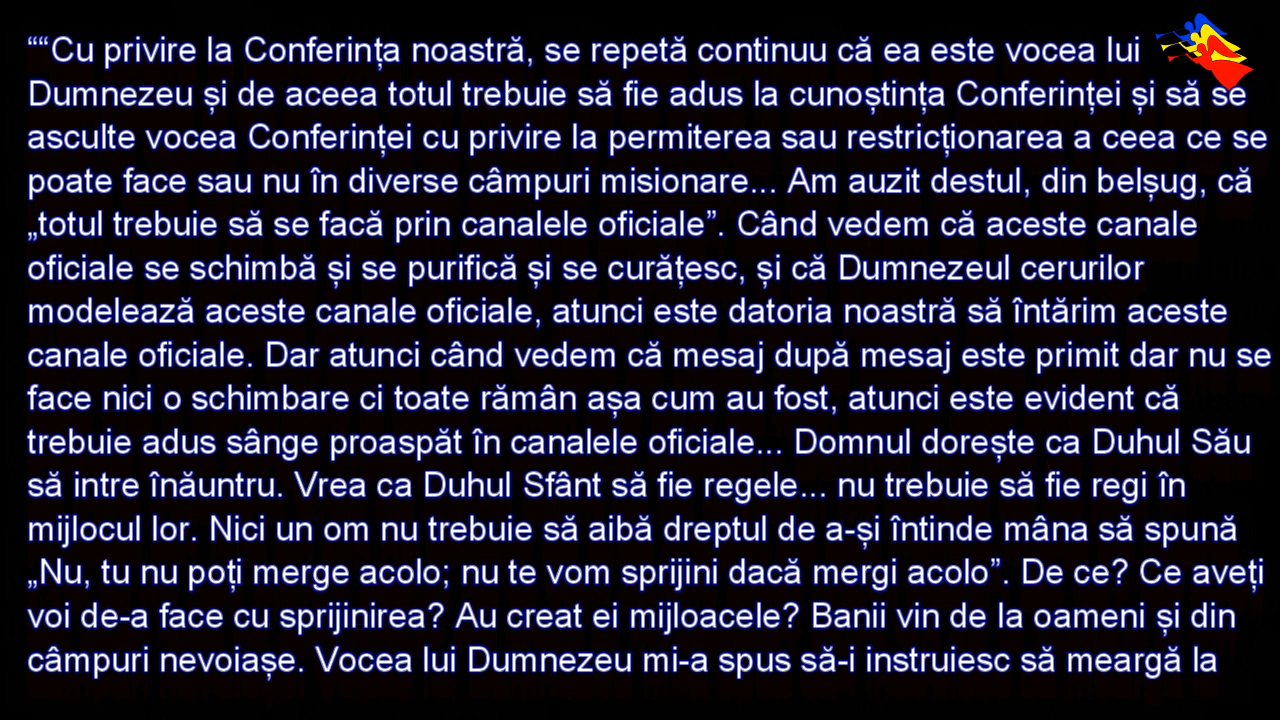 ““Cu privire la Conferința noastră, se repetă continuu că ea este vocea lui
Dumnezeu și de aceea totul trebuie să fie adus la cunoștința Conferinței și să se
asculte vocea Conferinței cu privire la permiterea sau restricționarea a ceea ce se
poate face sau nu în diverse câmpuri misionare... Am auzit destul, din belșug, că
„totul trebuie să se facă prin canalele oficiale”. Când vedem că aceste canale
oficiale se schimbă și se purifică și se curățesc, și că Dumnezeul cerurilor
modelează aceste canale oficiale, atunci este datoria noastră să întărim aceste
canale oficiale. Dar atunci când vedem că mesaj după mesaj este primit dar nu se
face nici o schimbare ci toate rămân așa cum au fost, atunci este evident că
trebuie adus sânge proaspăt în canalele oficiale... Domnul dorește ca Duhul Său
să intre înăuntru. Vrea ca Duhul Sfânt să fie regele... nu trebuie să fie regi în
mijlocul lor. Nici un om nu trebuie să aibă dreptul de a-și întinde mâna să spună
„Nu, tu nu poți merge acolo; nu te vom sprijini dacă mergi acolo”. De ce? Ce aveți
voi de-a face cu sprijinirea? Au creat ei mijloacele? Banii vin de la oameni și din
câmpuri nevoiașe. Vocea lui Dumnezeu mi-a spus să-i instruiesc să meargă la